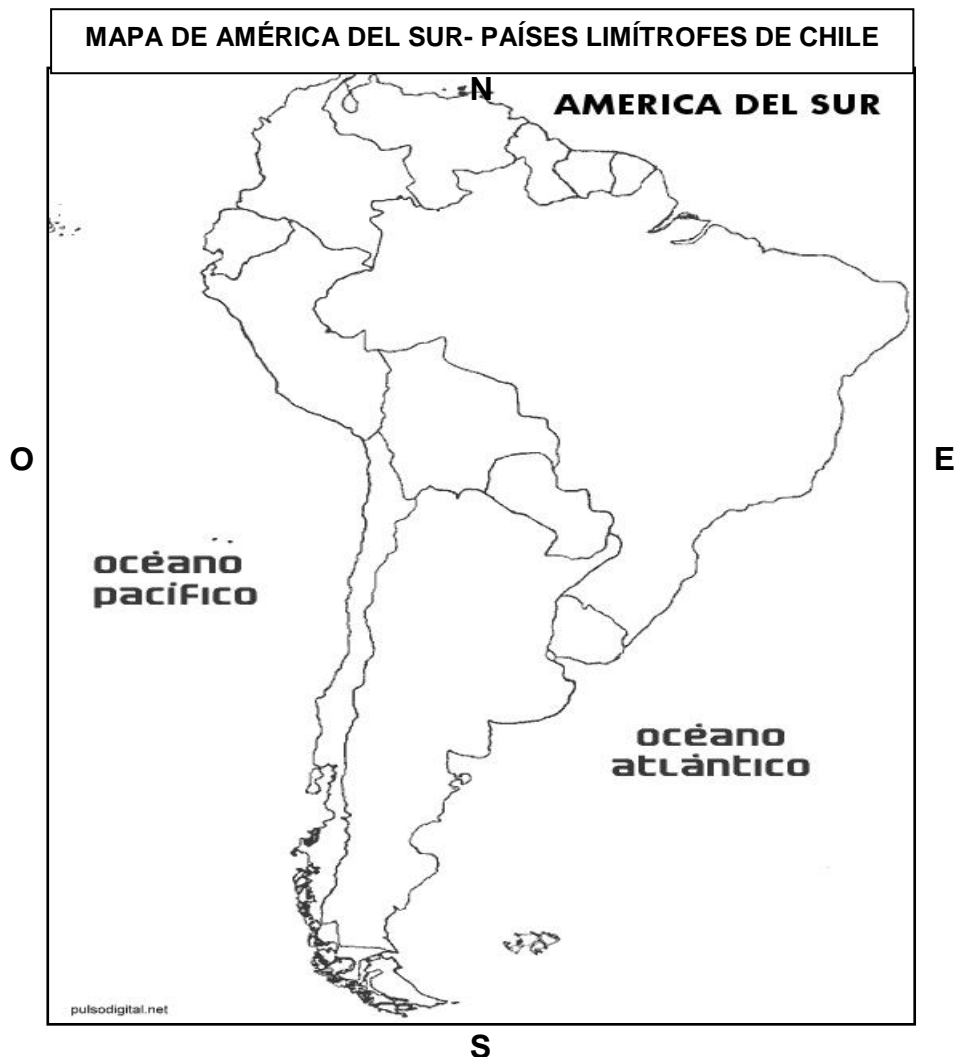 MAPA DE AMÉRICA DEL SUR- PAÍSES LIMÍTROFES DE CHILE
N
AMERICA DEL SUR
O
E
océano
pacífico
océano
atlántico
pulsodigital.net
S